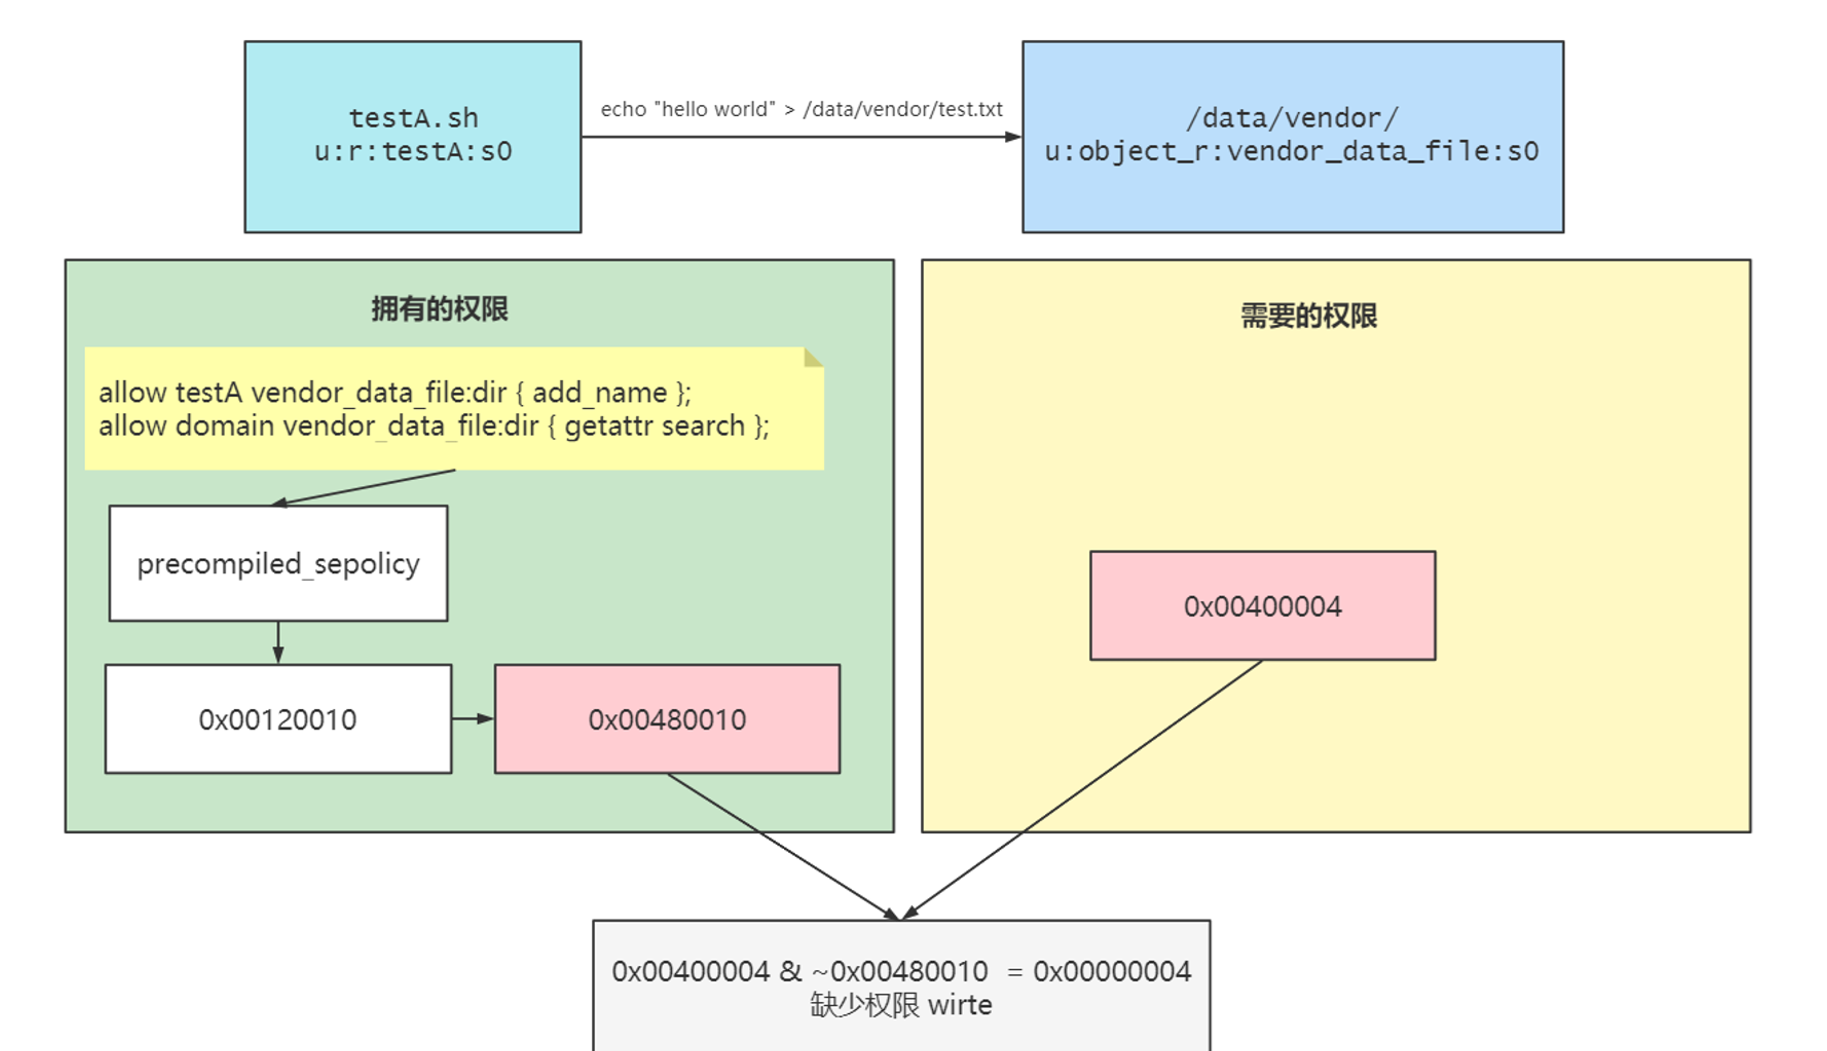 testA.sh
u:r:testA:s0
echo "hello world" > /data/vendor/test.txt
/data/vendor/
u:object_r:vendor_data_file:s0
拥有的权限
allow testA vendor_data_file:dir { add_name };
allow domain vendor_data_file:dir { getattr search };
precompiled_sepolicy
0x00120010
0x00480010
需要的权限
0x00400004
0x00400004 & ~0x00480010 = 0x00000004
缺少权限 wirte